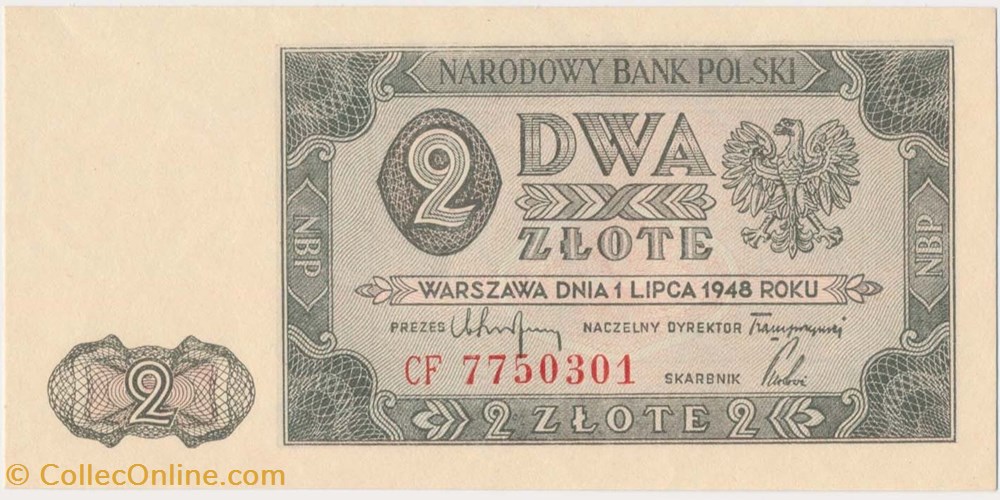 NARODOWY BANK POLSKI
2 DWA
ZŁOTE
NBP
NBP
WARSZAWA DNIA 1 LIPCA 1948 ROKU
PREZES NACZELNY DYREKTOR
CF 7750301 SKARBNIK
2
2 ZŁOTE 2
© CollecOnline.com